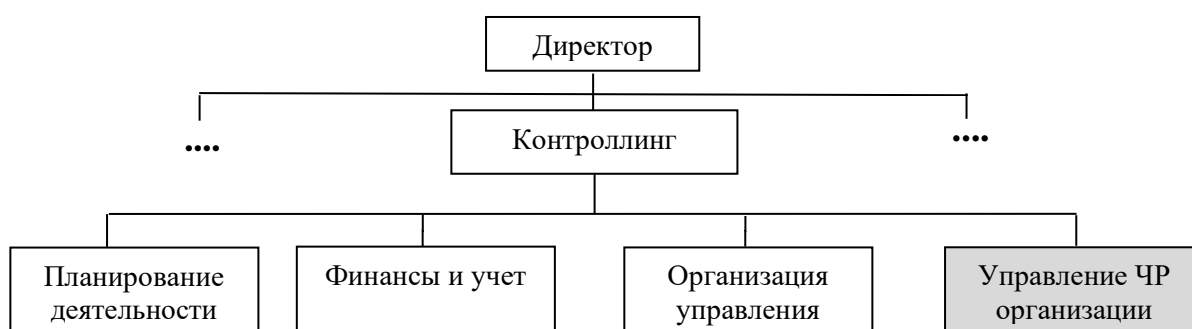 Директор
....
Контроллинг
....
Планирование
деятельности
Финансы и учет
Организация
управления
Управление ЧР
организации